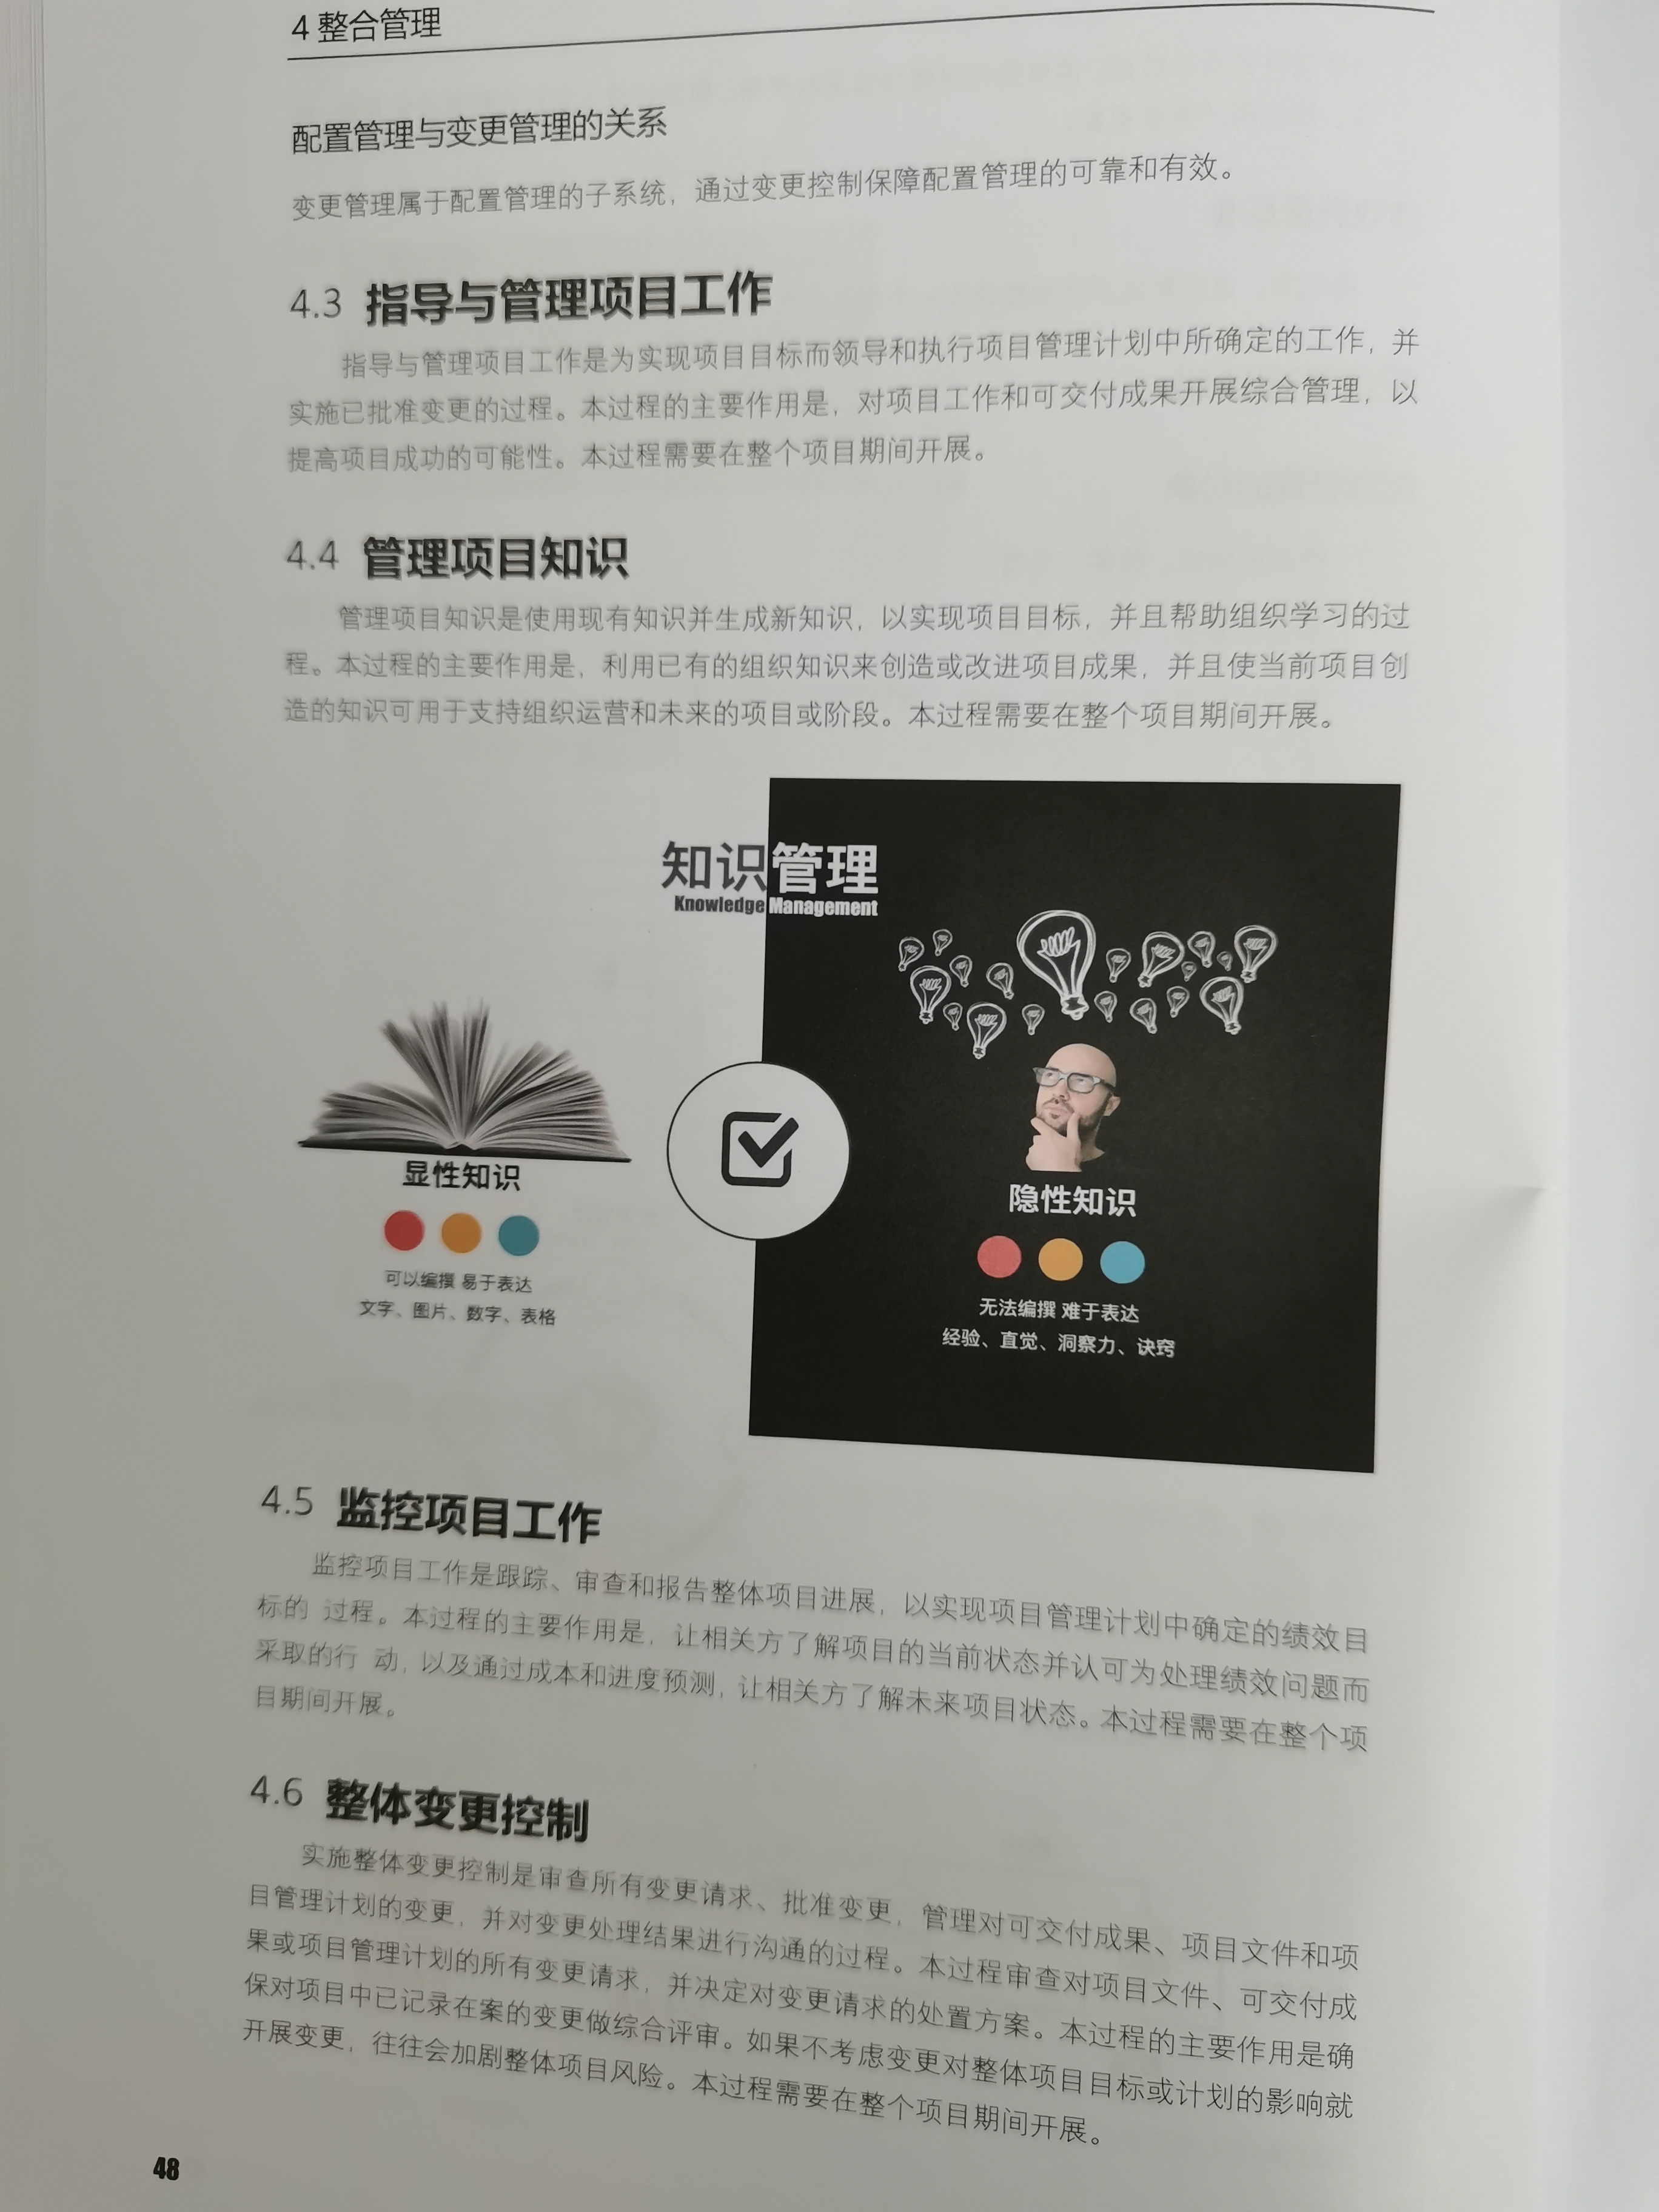 4 整合管理
配置管理与变更管理的关系
变更管理属于配置管理的子系统，通过变更控制保障配置管理的可靠和有效。
4.3 指导与管理项目工作
指导与管理项目工作是为实现项目目标而领导和执行项目管理计划中所确定的工作，并
实施已批准变更的过程。本过程的主要作用是，对项目工作和可交付成果开展综合管理，以
提高项目成功的可能性。本过程需要在整个项目期间开展。
4.4 管理项目知识
管理项目知识是使用现有知识并生成新知识，以实现项目目标，并且帮助组织学习的过
程。本过程的主要作用是，利用已有的组织知识来创造或改进项目成果，并且使当前项目创
造的知识可用于支持组织运营和未来的项目或阶段。本过程需要在整个项目期间开展。
知识管理
Knowledge Management
显性知识
可以编撰 易于表达
文字、图片、数字、表格
隐性知识
无法编撰 难于表达
经验、直觉、洞察力、诀窍
4.5 监控项目工作
监控项目工作是跟踪、审查和报告整体项目进展，以实现项目管理计划中确定的绩效目
标的 过程。本过程的主要作用是，让相关方了解项目的当前状态并认可为处理绩效问题而
采取的行 动，以及通过成本和进度预测，让相关方了解未来项目状态。本过程需要在整个项
目期间开展。
4.6 整体变更控制
实施整体变更控制是审查所有变更请求、批准变更，管理对可交付成果、项目文件和项
目管理计划的变更，并对变更处理结果进行沟通的过程。本过程审查对项目文件、可交付成
果或项目管理计划的所有变更请求，并决定对变更请求的处置方案。本过程的主要作用是确
保对项目中已记录在案的变更做综合评审。如果不考虑变更对整体项目目标或计划的影响就
开展变更，往往会加剧整体项目风险。本过程需要在整个项目期间开展。
48